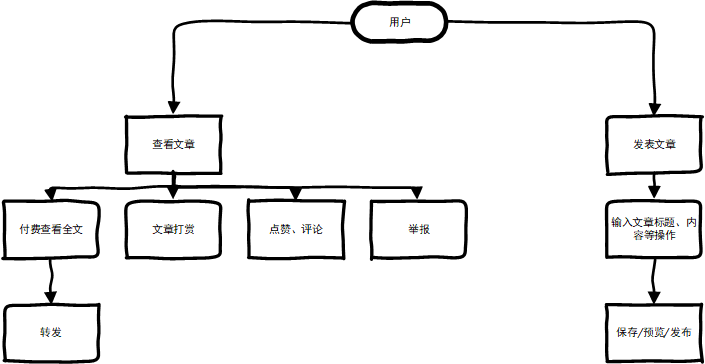 用户
查看文章
发表文章
付费查看全文
文章打赏
点赞、评论
举报
输入文章标题、内
容等操作
转发
保存/预览/发布